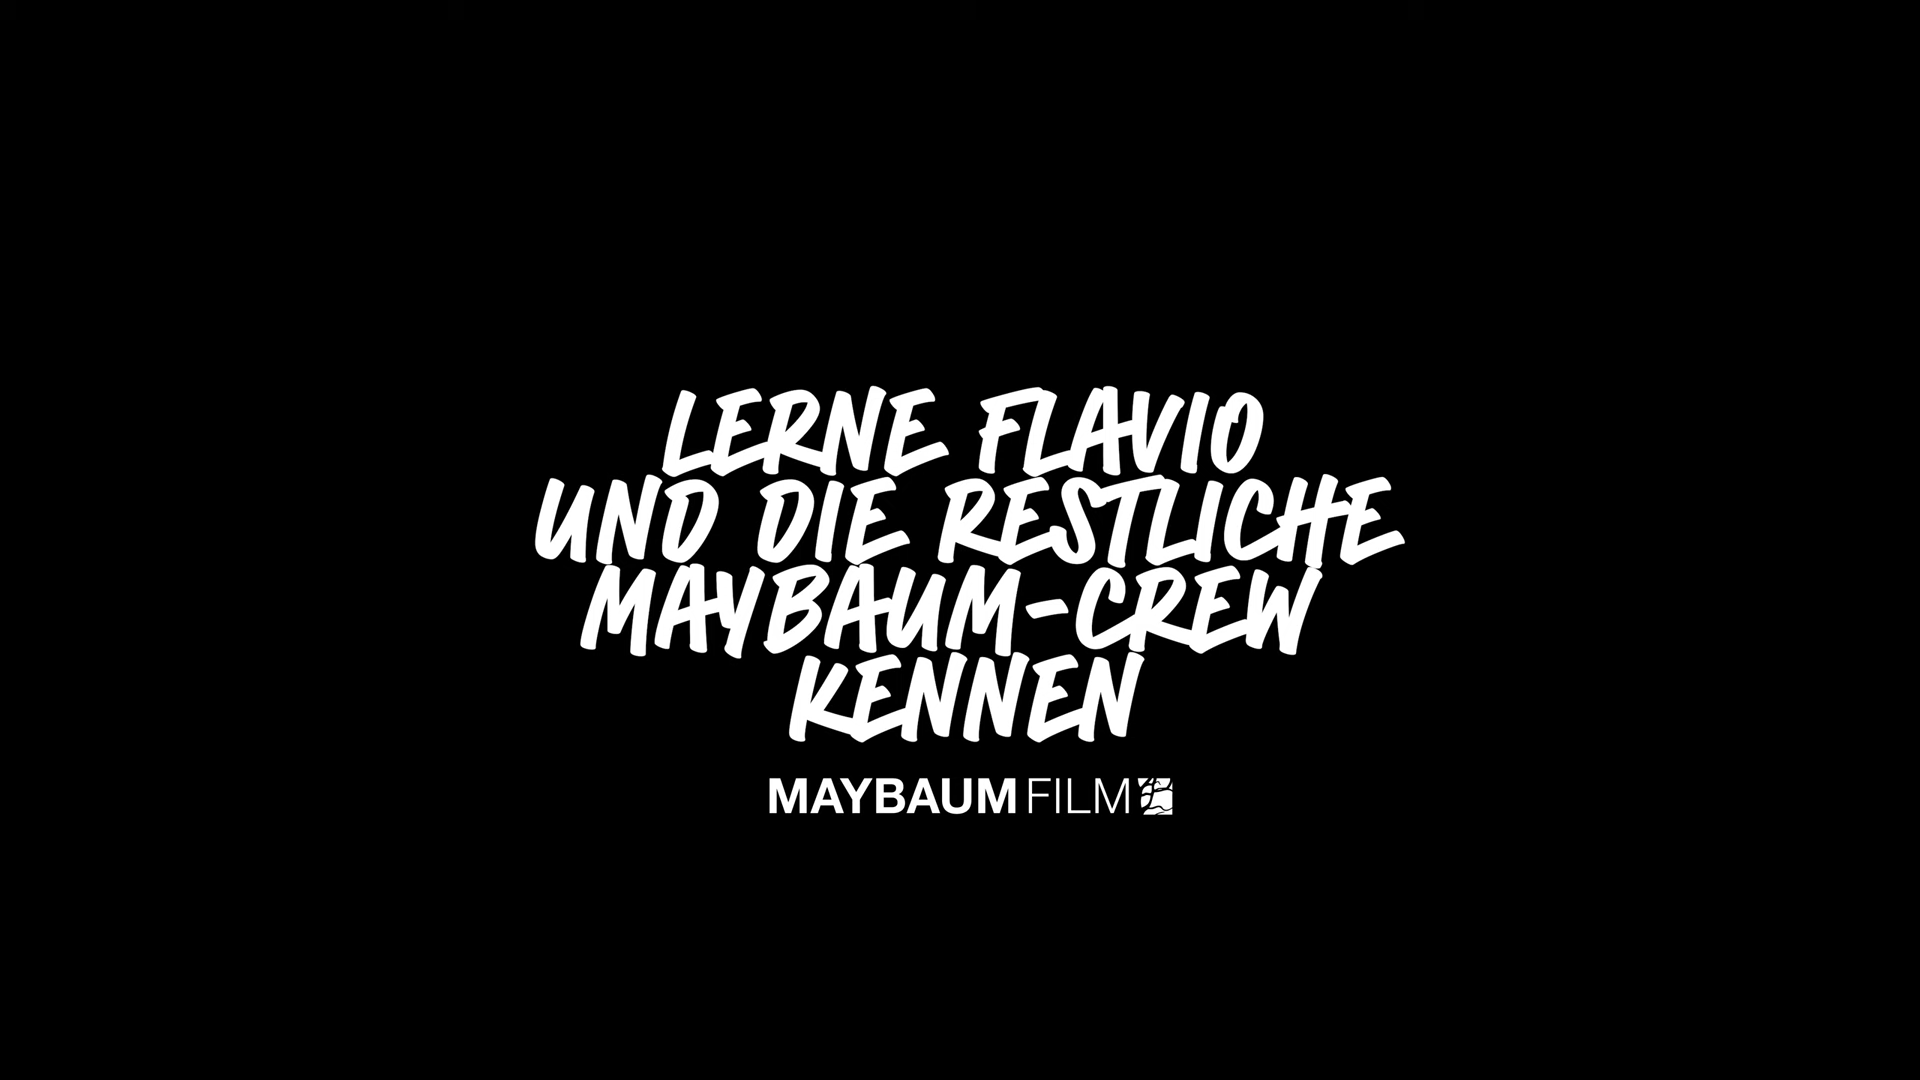 LERNE FLAVIO
UND DIE RESTLICHE
MAYBAUM-CREW
KENNEN
MAYBAUM FILM